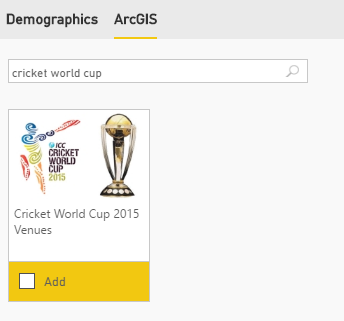 Demographics ArcGIS
cricket world cup
ICC
CRICKET
WORLD
CUP
2015
Cricket World Cup 2015
Venues
Add